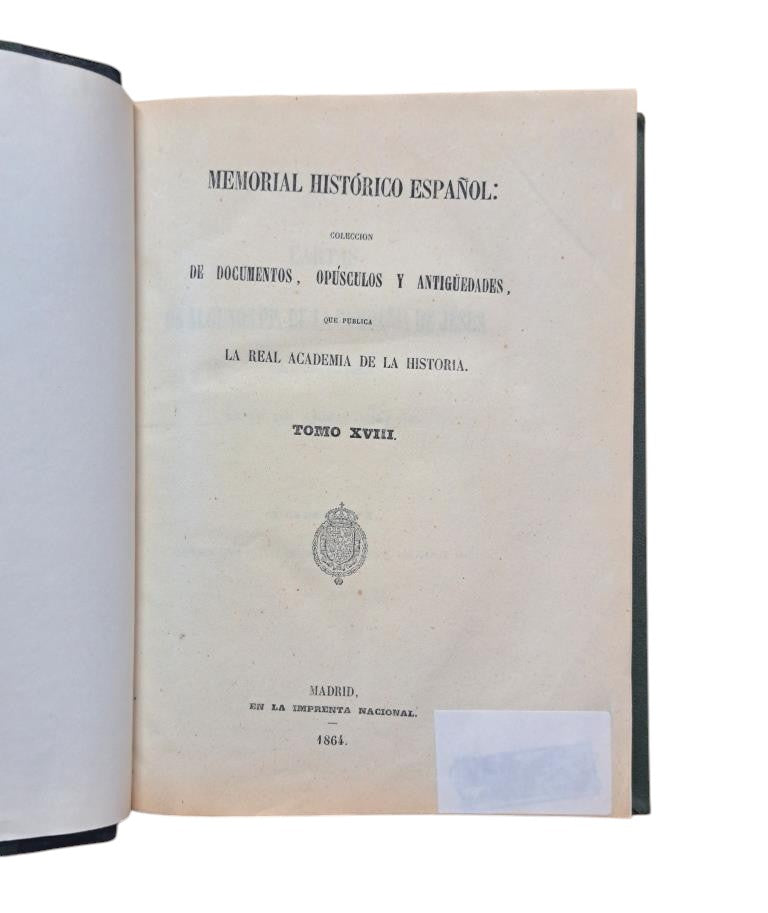 MEMORIAL HISTÓRICO ESPAÑOL:
COLECCION
DE DOCUMENTOS, OPÚSCULOS Y ANTIGÜEDADES,
QUE PUBLICA
LA REAL ACADEMIA DE LA HISTORIA.
TOMO XVIII.
MADRID,
EN LA IMPRENTA NACIONAL.
1864.